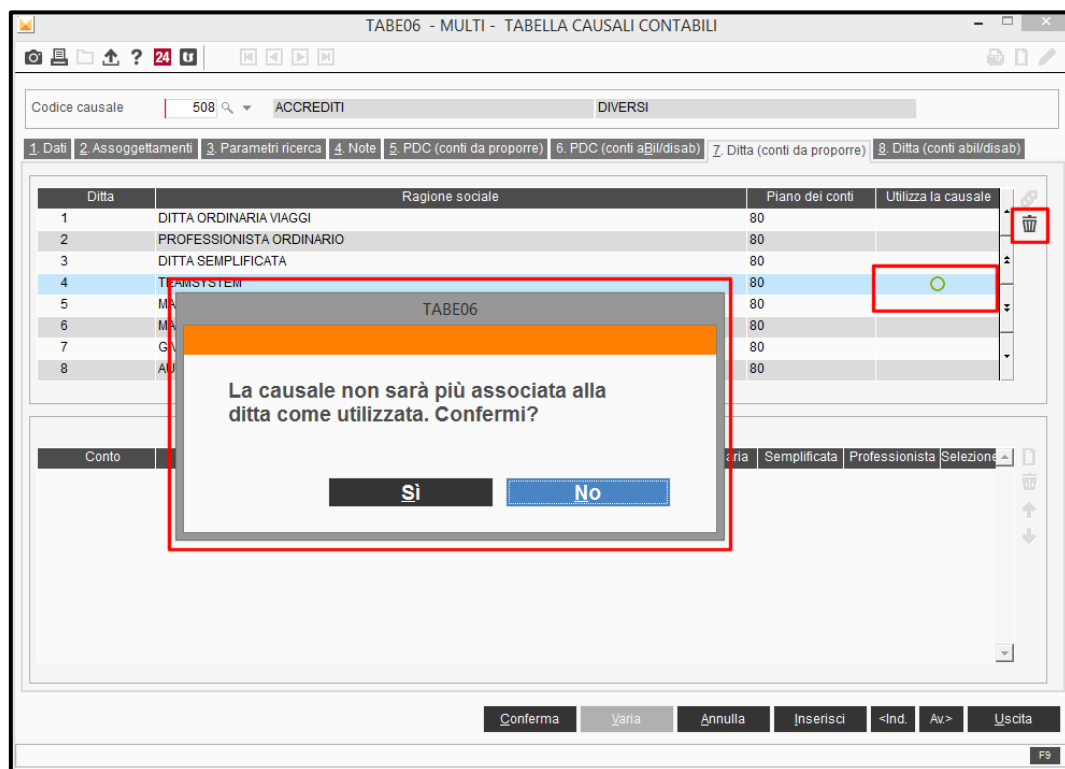 TABE06 - MULTI - TABELLA CAUSALI CONTABILI
? 24
Codice causale 508 ACCREDITI DIVERSI
1. Dati 2. Assoggettamenti 3. Parametri ricerca 4. Note 5. PDC (conti da proporre) 6. PDC (conti aBil/disab) 7. Ditta (conti da proporre) 8. Ditta (conti abil/disab)
Ditta Ragione sociale Piano dei conti Utilizza la causale
1 DITTA ORDINARIA VIAGGI 80
2 PROFESSIONISTA ORDINARIO 80
3 DITTA SEMPLIFICATA 80
4 TEAMSYSTEM 80
5 MA 80
6 MA 80
7 80
8 AU 80
TABE06
La causale non sarà più associata alla
ditta come utilizzata. Confermi?
Sì No
Conto aria Semplificata Professionista Selezione
Conferma Varia Annulla Inserisci <Ind. Av.> Uscita
F9